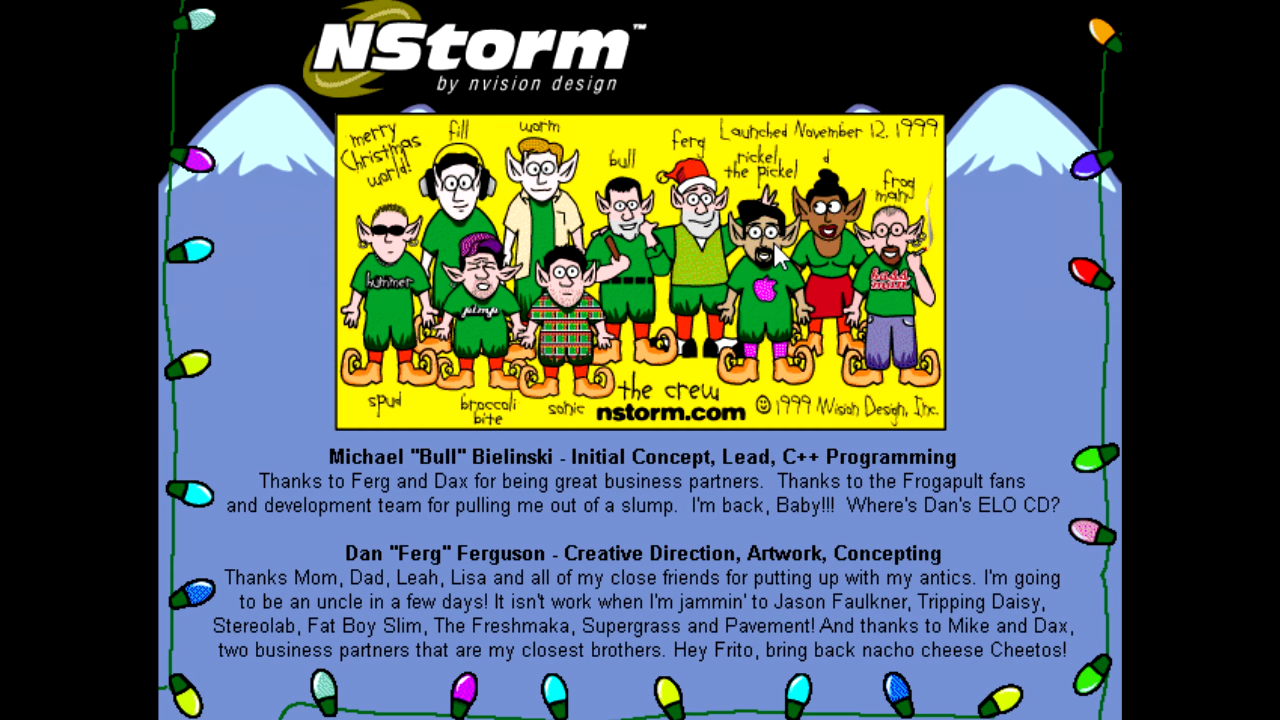 NStorm™
by nvision design
merry
Christmas
world!
fill
worm
bull
ferg
Launched November 12, 1999
rickel
the pickel
d
frog
man
hummer
pimp
bass
man
spud
broccoli
bite
sonic
the crew
nstorm.com
© 1999 NVision Design, Inc.
Michael "Bull" Bielinski - Initial Concept, Lead, C++ Programming
Thanks to Ferg and Dax for being great business partners.  Thanks to the Frogapult fans
and development team for pulling me out of a slump.  I'm back, Baby!!!  Where's Dan's ELO CD?
Dan "Ferg" Ferguson - Creative Direction, Artwork, Concepting
Thanks Mom, Dad, Leah, Lisa and all of my close friends for putting up with my antics. I'm going
to be an uncle in a few days! It isn't work when I'm jammin' to Jason Faulkner, Tripping Daisy,
Stereolab, Fat Boy Slim, The Freshmaka, Supergrass and Pavement! And thanks to Mike and Dax,
two business partners that are my closest brothers. Hey Frito, bring back nacho cheese Cheetos!